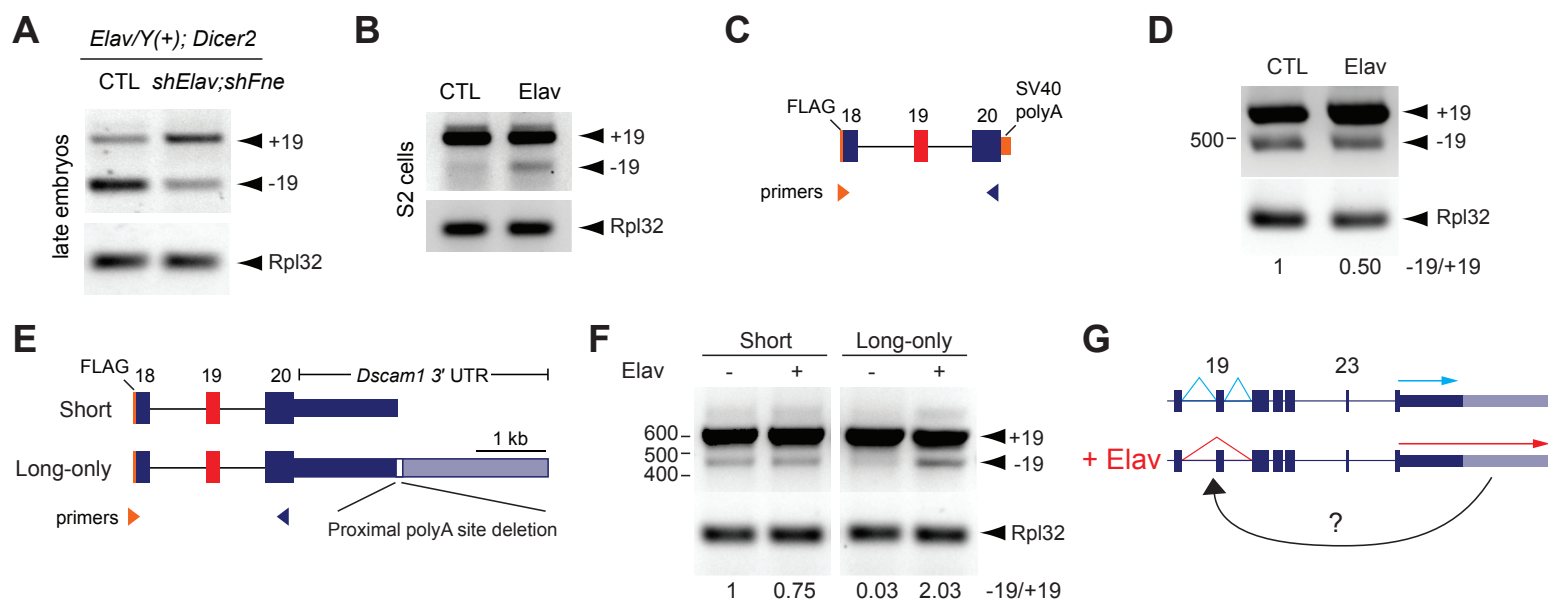 A
Elav/Y(+); Dicer2
CTL shElav;shFne
late embryos
+19
-19
Rpl32
B
CTL Elav
S2 cells
+19
-19
Rpl32
C
FLAG
18 19 20
SV40
polyA
primers
D
CTL Elav
500
+19
-19
Rpl32
1 0.50 -19/+19
E
FLAG
18 19 20 Dscam1 3′ UTR
Short
1 kb
Long-only
primers
Proximal polyA site deletion
F
Short Long-only
Elav - + - +
600
500
400
+19
-19
Rpl32
1 0.75 0.03 2.03 -19/+19
G
19 23
+ Elav
?